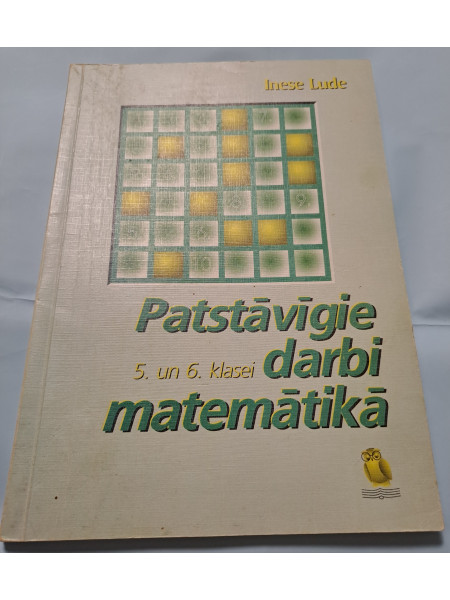 Inese Lude
Patstāvīgie
5. un 6. klasei darbi
matemātikā